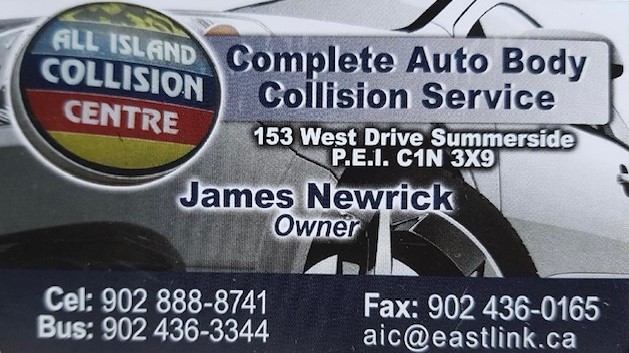 ALL ISLAND
COLLISION
CENTRE
Complete Auto Body
Collision Service
153 West Drive Summerside
P.E.I. C1N 3X9
James Newrick
Owner
Cel: 902 888-8741
Bus: 902 436-3344
Fax: 902 436-0165
aic@eastlink.ca